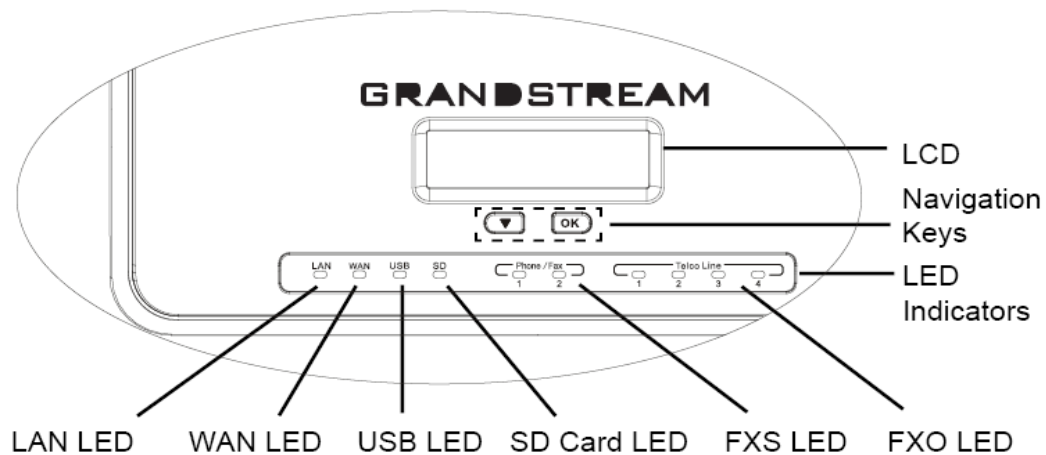 GRANDSTREAM
LCD
Navigation
Keys
OK
LED
Indicators
LAN WAN USB SD Phone / Fax Telco Line
1 2 1 2 3 4
LAN LED WAN LED USB LED SD Card LED FXS LED FXO LED